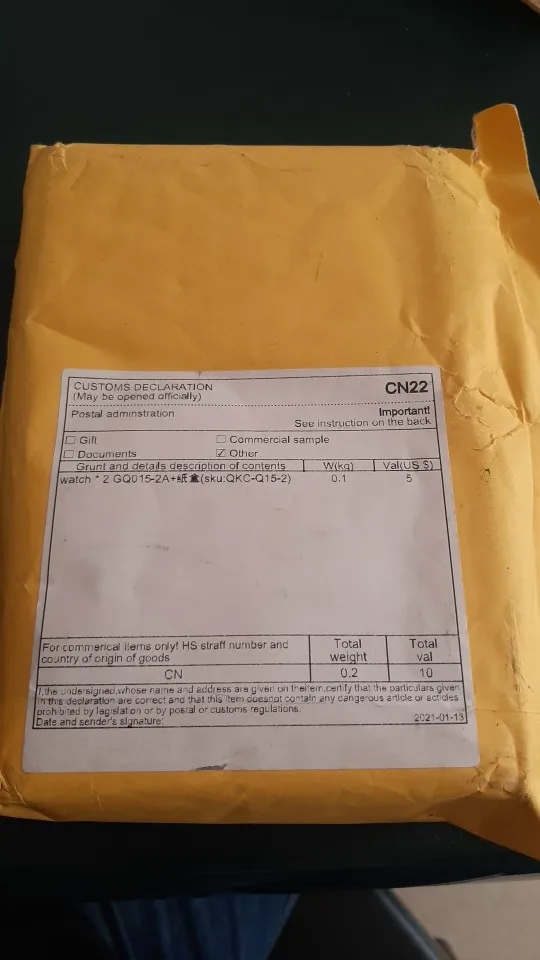 CUSTOMS DECLARATION
(May be opened officially)
CN22
Postal adminstration
Important!
See instruction on the back
Gift
Commercial sample
Documents
Other
Grunt and details description of contents W(kg) Val(US $)
watch * 2 GQ015-2A+紙盒(sku:QKC-Q15-2) 0.1 5
For commerical items only! HS straff number and
country of origin of goods
Total
weight
Total
val
CN 0.2 10
I,the undersigned,whose name and address are given on theitem,certify that the particulars given
in this declaration are correct and that this item doesnot contain any dangerous article or articles
prohibited by legislation or by postal or customs regulations.
Date and sender's signature: 2021-01-13